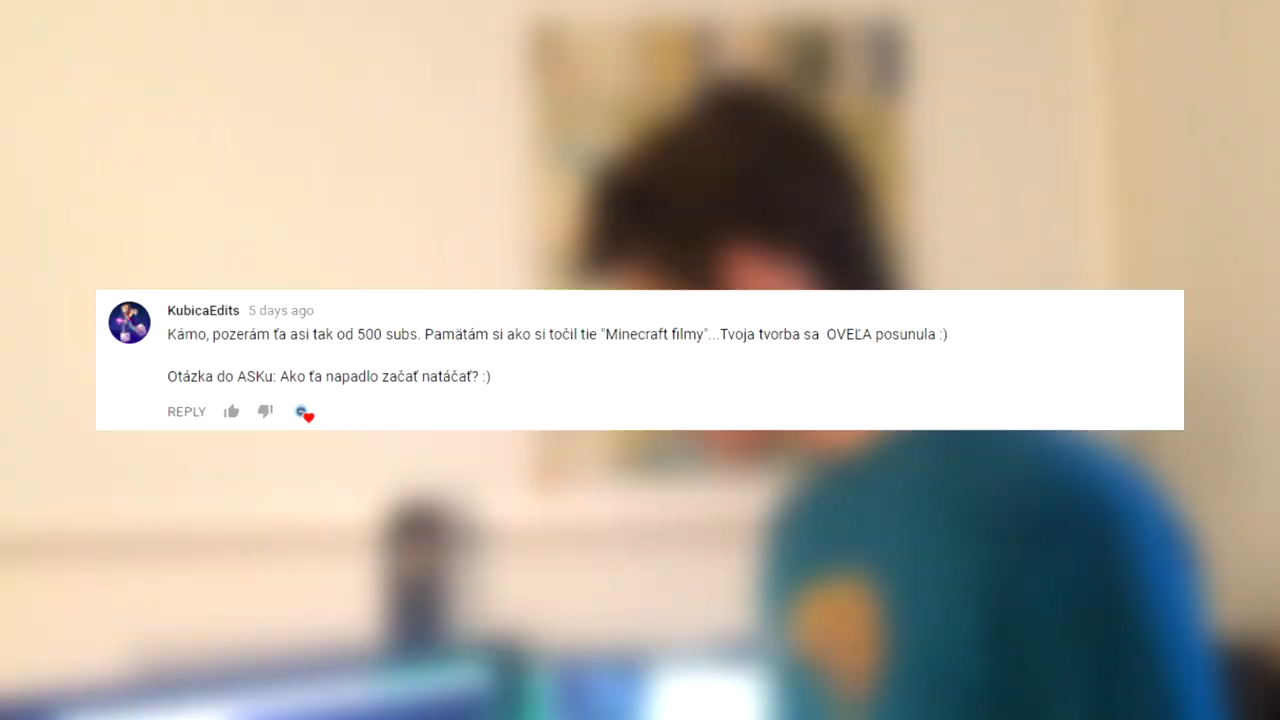 KubicaEdits 5 days ago
Kámo, pozerám ťa asi tak od 500 subs. Pamätám si ako si točil tie "Minecraft filmy"...Tvoja tvorba sa  OVEĽA posunula :)
Otázka do ASKu: Ako ťa napadlo začať natáčať? :)
REPLY